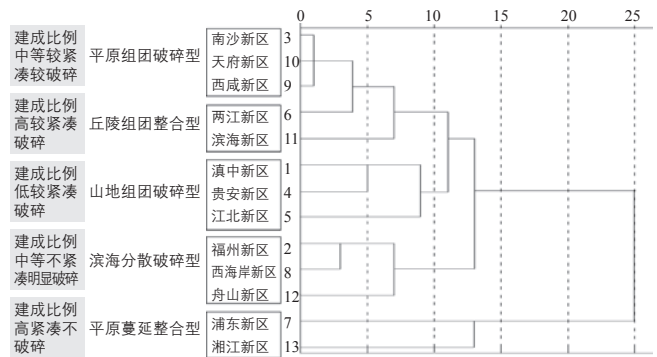 0 5 10 15 20 25
建成比例
中等较紧
凑较破碎
平原组团破碎型
南沙新区 3
天府新区 10
西咸新区 9
建成比例
高较紧凑
破碎
丘陵组团整合型
两江新区 6
滨海新区 11
建成比例
低较紧凑
破碎
山地组团破碎型
滇中新区 1
贵安新区 4
江北新区 5
建成比例
中等不紧
凑明显破碎
滨海分散破碎型
福州新区 2
西海岸新区 8
舟山新区 12
建成比例
高紧凑不
破碎
平原蔓延整合型
浦东新区 7
湘江新区 13